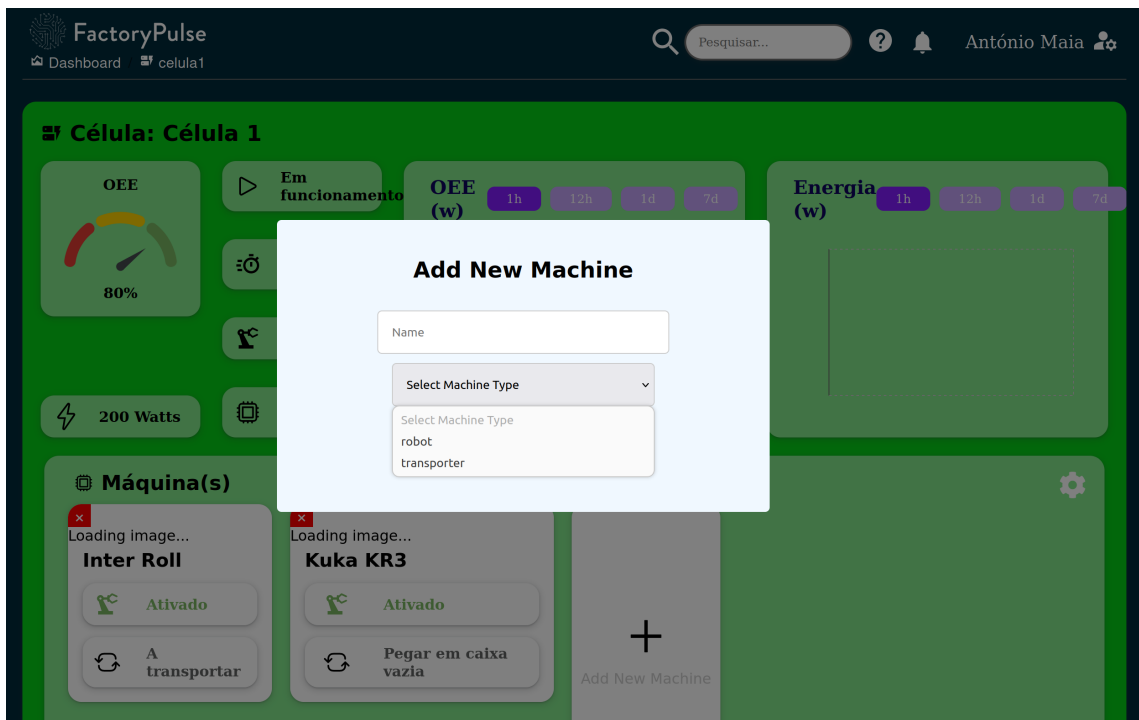 FactoryPulse
Pesquisar...
António Maia
Dashboard
celula1
Célula: Célula 1
OEE
80%
Em
funcionamento
OEE
(w)
1h
12h
1d
7d
Energia
(w)
1h
12h
1d
7d
200 Watts
Add New Machine
Name
Select Machine Type
Select Machine Type
robot
transporter
Máquina(s)
Loading image...
Inter Roll
Ativado
A
transportar
Loading image...
Kuka KR3
Ativado
Pegar em caixa
vazia
Add New Machine